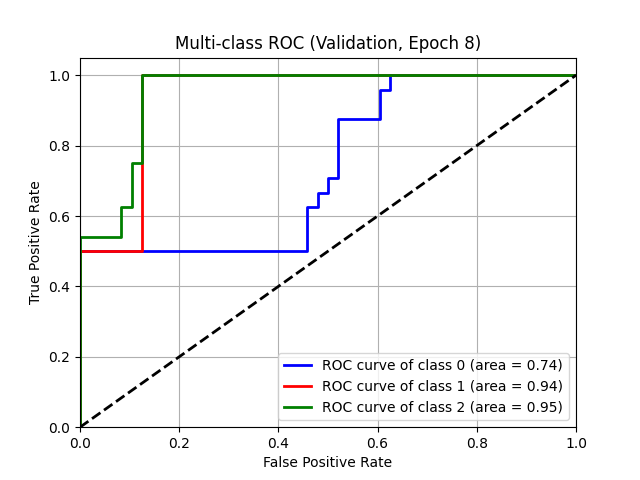 Multi-class ROC (Validation, Epoch 8)
True Positive Rate
1.0
0.8
0.6
0.4
0.2
0.0
ROC curve of class 0 (area = 0.74)
ROC curve of class 1 (area = 0.94)
ROC curve of class 2 (area = 0.95)
0.0 0.2 0.4 0.6 0.8 1.0
False Positive Rate